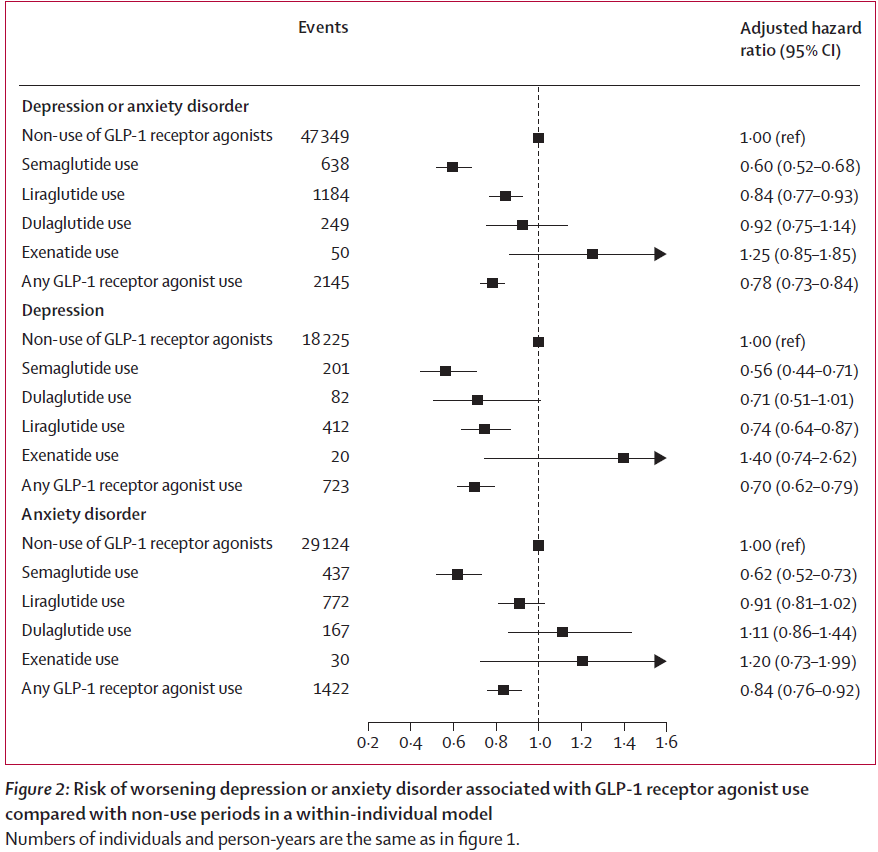 Events Adjusted hazard
ratio (95% CI)
Depression or anxiety disorder
Non-use of GLP-1 receptor agonists 47 349 1·00 (ref)
Semaglutide use 638 0·60 (0·52–0·68)
Liraglutide use 1184 0·84 (0·77–0·93)
Dulaglutide use 249 0·92 (0·75–1·14)
Exenatide use 50 1·25 (0·85–1·85)
Any GLP-1 receptor agonist use 2145 0·78 (0·73–0·84)
Depression
Non-use of GLP-1 receptor agonists 18 225 1·00 (ref)
Semaglutide use 201 0·56 (0·44–0·71)
Dulaglutide use 82 0·71 (0·51–1·01)
Liraglutide use 412 0·74 (0·64–0·87)
Exenatide use 20 1·40 (0·74–2·62)
Any GLP-1 receptor agonist use 723 0·70 (0·62–0·79)
Anxiety disorder
Non-use of GLP-1 receptor agonists 29 124 1·00 (ref)
Semaglutide use 437 0·62 (0·52–0·73)
Liraglutide use 772 0·91 (0·81–1·02)
Dulaglutide use 167 1·11 (0·86–1·44)
Exenatide use 30 1·20 (0·73–1·99)
Any GLP-1 receptor agonist use 1422 0·84 (0·76–0·92)
0·2 0·4 0·6 0·8 1·0 1·2 1·4 1·6
Figure 2: Risk of worsening depression or anxiety disorder associated with GLP-1 receptor agonist use
compared with non-use periods in a within-individual model
Numbers of individuals and person-years are the same as in figure 1.